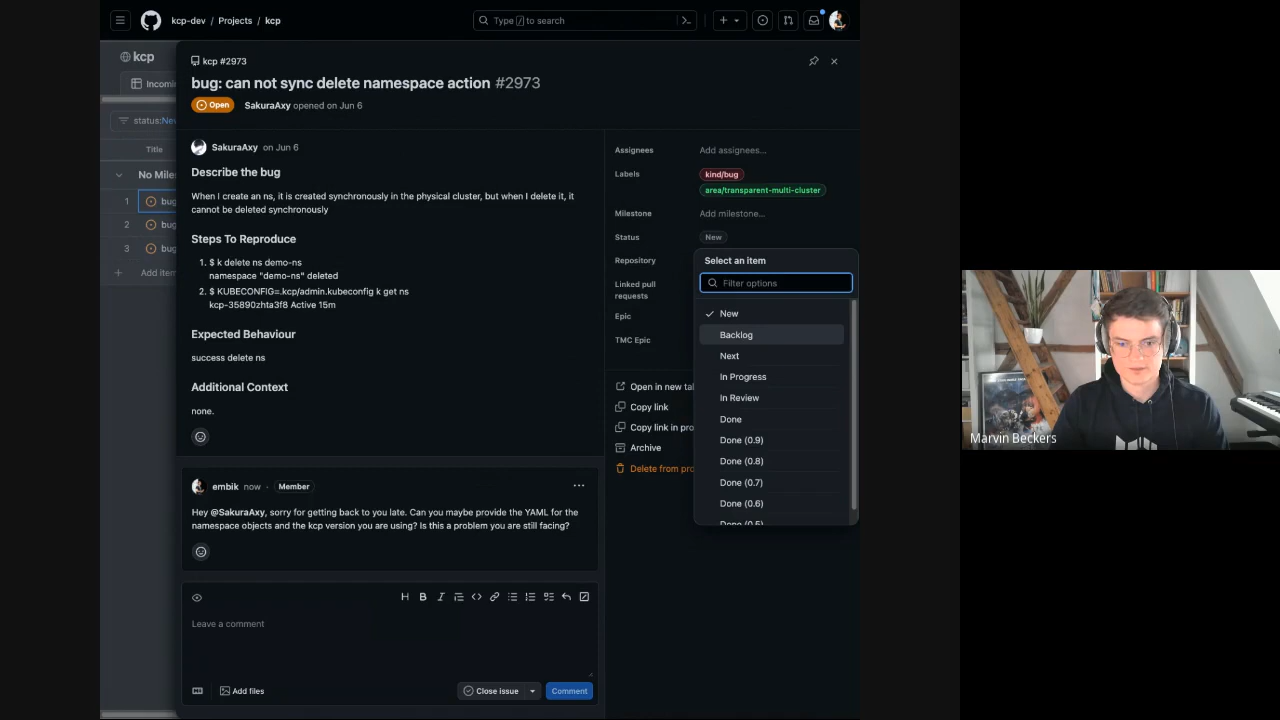 kcp-dev / Projects / kcp
Type / to search
kcp
Incomi
status:Ne
Title
No Miles
1 bug
2 bug
3 bug
Add item
kcp #2973
bug: can not sync delete namespace action #2973
Open
SakuraAxy opened on Jun 6
SakuraAxy on Jun 6
Describe the bug
When I create an ns, it is created synchronously in the physical cluster, but when I delete it, it
cannot be deleted synchronously
Steps To Reproduce
1. $ k delete ns demo-ns
namespace "demo-ns" deleted
2. $ KUBECONFIG=.kcp/admin.kubeconfig k get ns
kcp-35890zhta3f8 Active 15m
Expected Behaviour
success delete ns
Additional Context
none.
embik now · Member
Hey @SakuraAxy, sorry for getting back to you late. Can you maybe provide the YAML for the
namespace objects and the kcp version you are using? Is this a problem you are still facing?
Leave a comment
Add files
Close issue
Comment
Assignees
Add assignees...
Labels
kind/bug
area/transparent-multi-cluster
Milestone
Add milestone...
Status
New
Repository
Linked pull
requests
Epic
TMC Epic
Open in new tab
Copy link
Copy link in pro
Archive
Delete from pro
Select an item
Filter options
New
Backlog
Next
In Progress
In Review
Done
Done (0.9)
Done (0.8)
Done (0.7)
Done (0.6)
Done (0.5)
Marvin Beckers